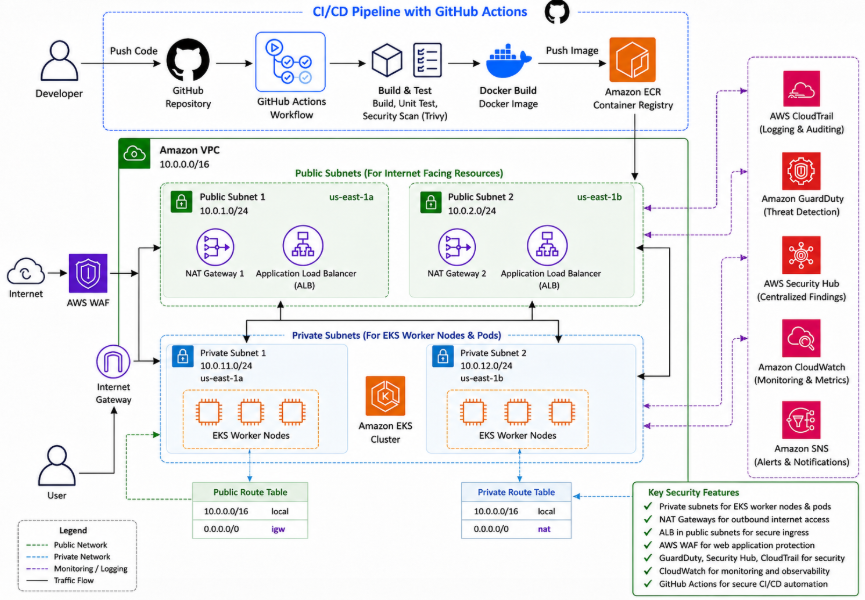 CI/CD Pipeline with GitHub Actions
Developer
Push Code
GitHub
Repository
GitHub Actions
Workflow
Build & Test
Build, Unit Test,
Security Scan (Trivy)
Docker Build
Docker Image
Push Image
Amazon ECR
Container Registry
Amazon VPC
10.0.0.0/16
Public Subnets (For Internet Facing Resources)
Public Subnet 1
us-east-1a
10.0.1.0/24
NAT Gateway 1
Application Load Balancer
(ALB)
Public Subnet 2
us-east-1b
10.0.2.0/24
NAT Gateway 2
Application Load Balancer
(ALB)
Internet
AWS WAF
Internet
Gateway
User
Private Subnets (For EKS Worker Nodes & Pods)
Private Subnet 1
10.0.11.0/24
us-east-1a
EKS Worker Nodes
Amazon EKS
Cluster
Private Subnet 2
10.0.12.0/24
us-east-1b
EKS Worker Nodes
AWS CloudTrail
(Logging & Auditing)
Amazon GuardDuty
(Threat Detection)
AWS Security Hub
(Centralized Findings)
Amazon CloudWatch
(Monitoring & Metrics)
Amazon SNS
(Alerts & Notifications)
Public Route Table
10.0.0.0/16 local
0.0.0.0/0 igw
Private Route Table
10.0.0.0/16 local
0.0.0.0/0 nat
Legend
Public Network
Private Network
Monitoring / Logging
Traffic Flow
Key Security Features
✓ Private subnets for EKS worker nodes & pods
✓ NAT Gateways for outbound internet access
✓ ALB in public subnets for secure ingress
✓ AWS WAF for web application protection
✓ GuardDuty, Security Hub, CloudTrail for security
✓ CloudWatch for monitoring and observability
✓ GitHub Actions for secure CI/CD automation